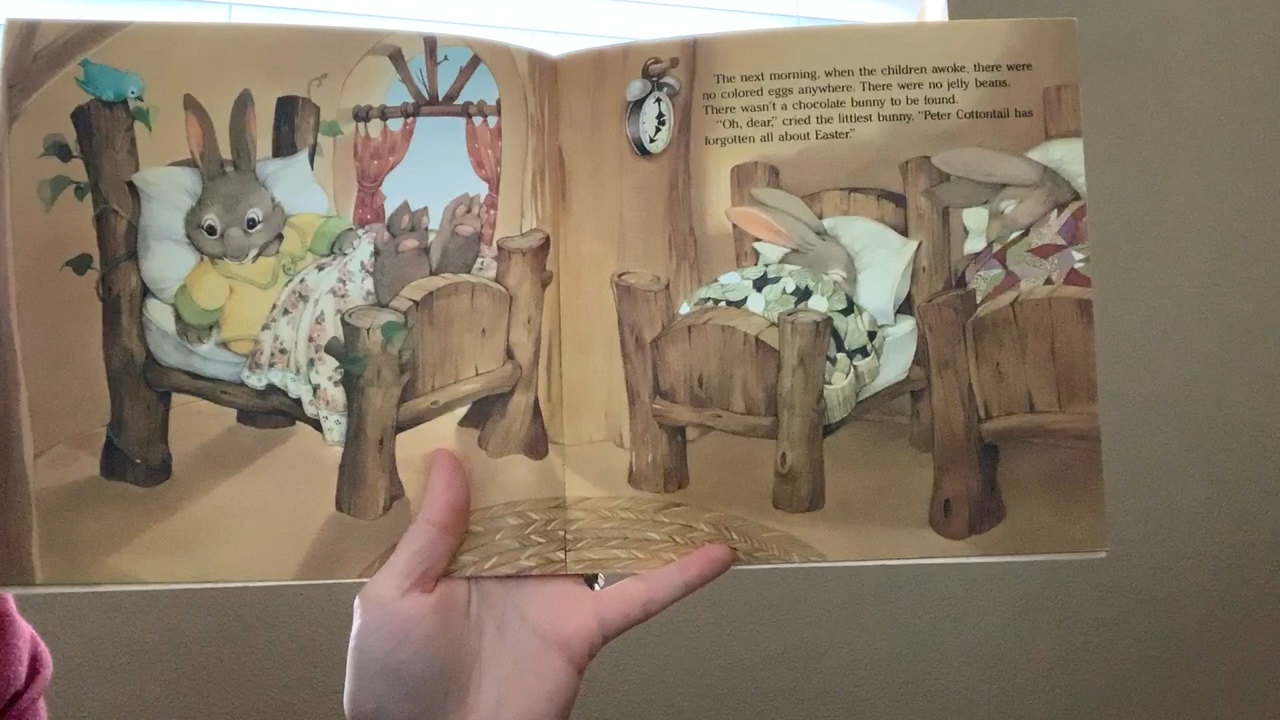 The next morning, when the children awoke, there were
no colored eggs anywhere. There were no jelly beans.
There wasn't a chocolate bunny to be found.
"Oh, dear," cried the littlest bunny. "Peter Cottontail has
forgotten all about Easter."